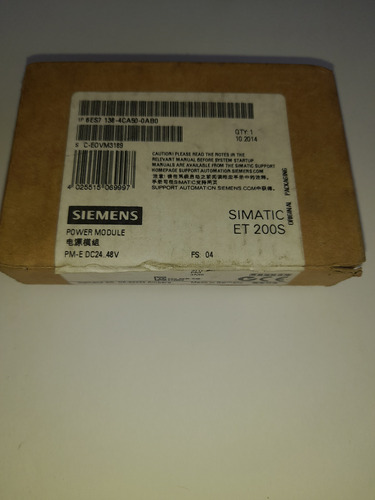 1P 6ES7 138-4CA50-0AB0
QTY: 1
10.2014
S C-E0VM3189
CAUTION! PLEASE READ THE NOTES IN THE
RELEVANT MANUAL BEFORE SYSTEM STARTUP
MANUALS ARE AVAILABLE FROM THE SIMATIC SUPPORT
HOMEPAGE SUPPORT.AUTOMATION.SIEMENS.COM
SUPPORT.AUTOMATION.SIEMENS.COM
4 025515 069997
ORIGINAL PACKAGING
SIEMENS
SIMATIC
ET 200S
POWER MODULE
电源模组
PM-E DC24..48V
FS: 04